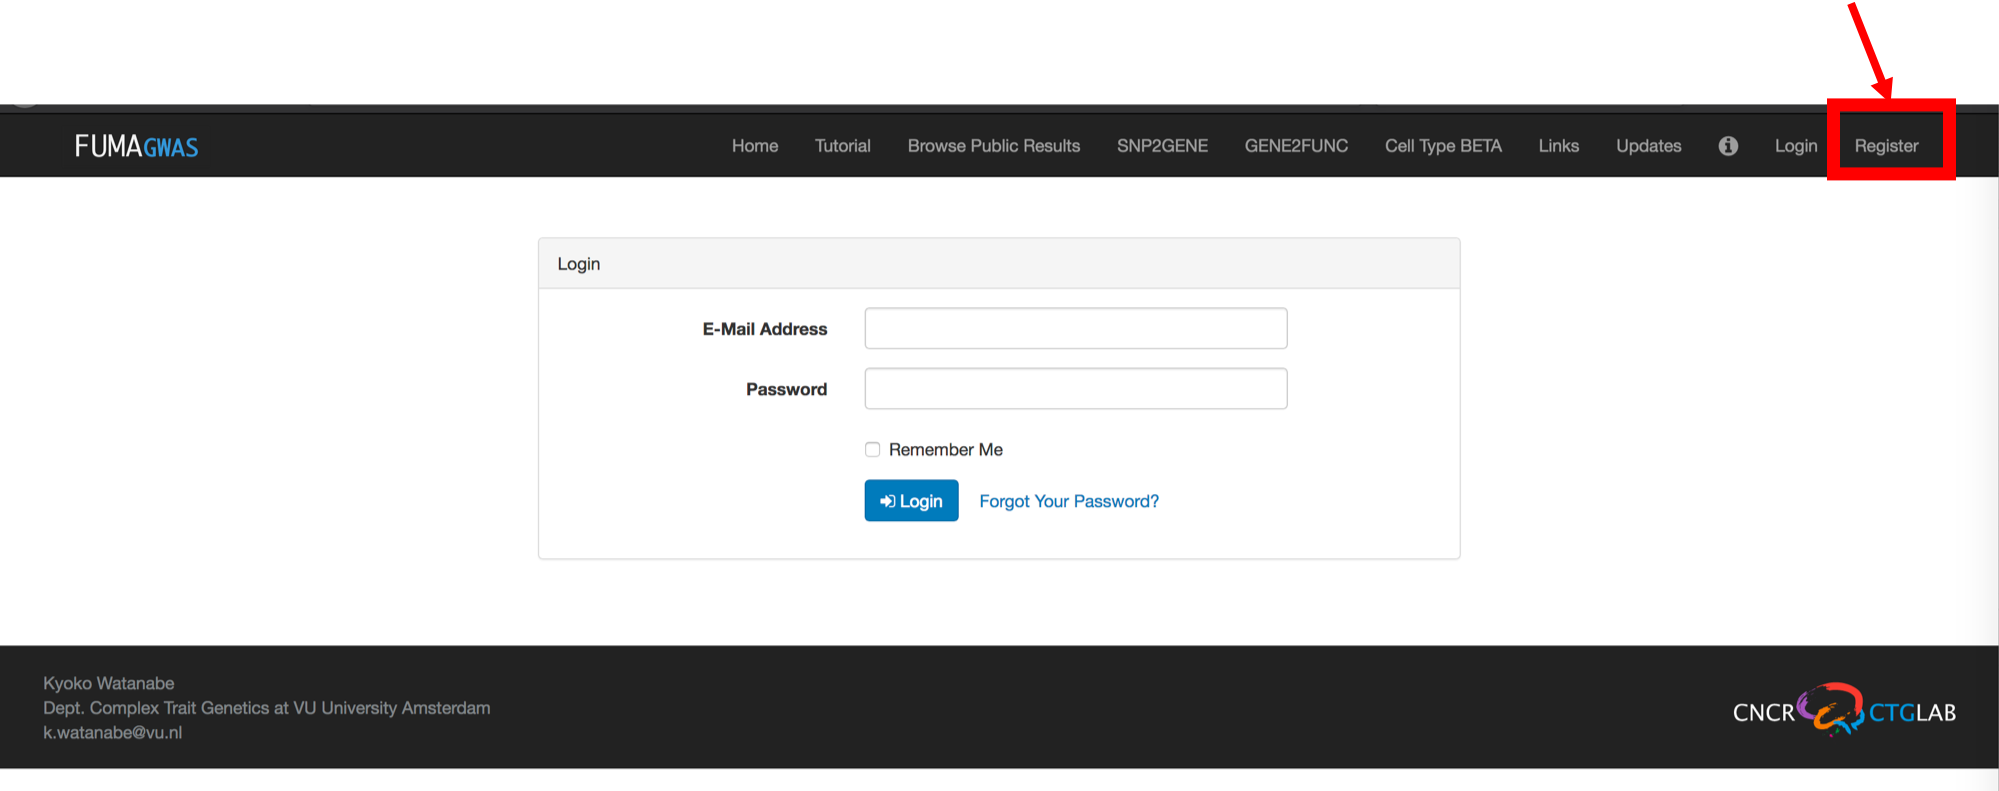 FUMAGWAS
Home Tutorial Browse Public Results SNP2GENE GENE2FUNC Cell Type BETA Links Updates Login Register
Login
E-Mail Address
Password
Remember Me
Login Forgot Your Password?
Kyoko Watanabe
Dept. Complex Trait Genetics at VU University Amsterdam
k.watanabe@vu.nl
CNCR CTGLAB